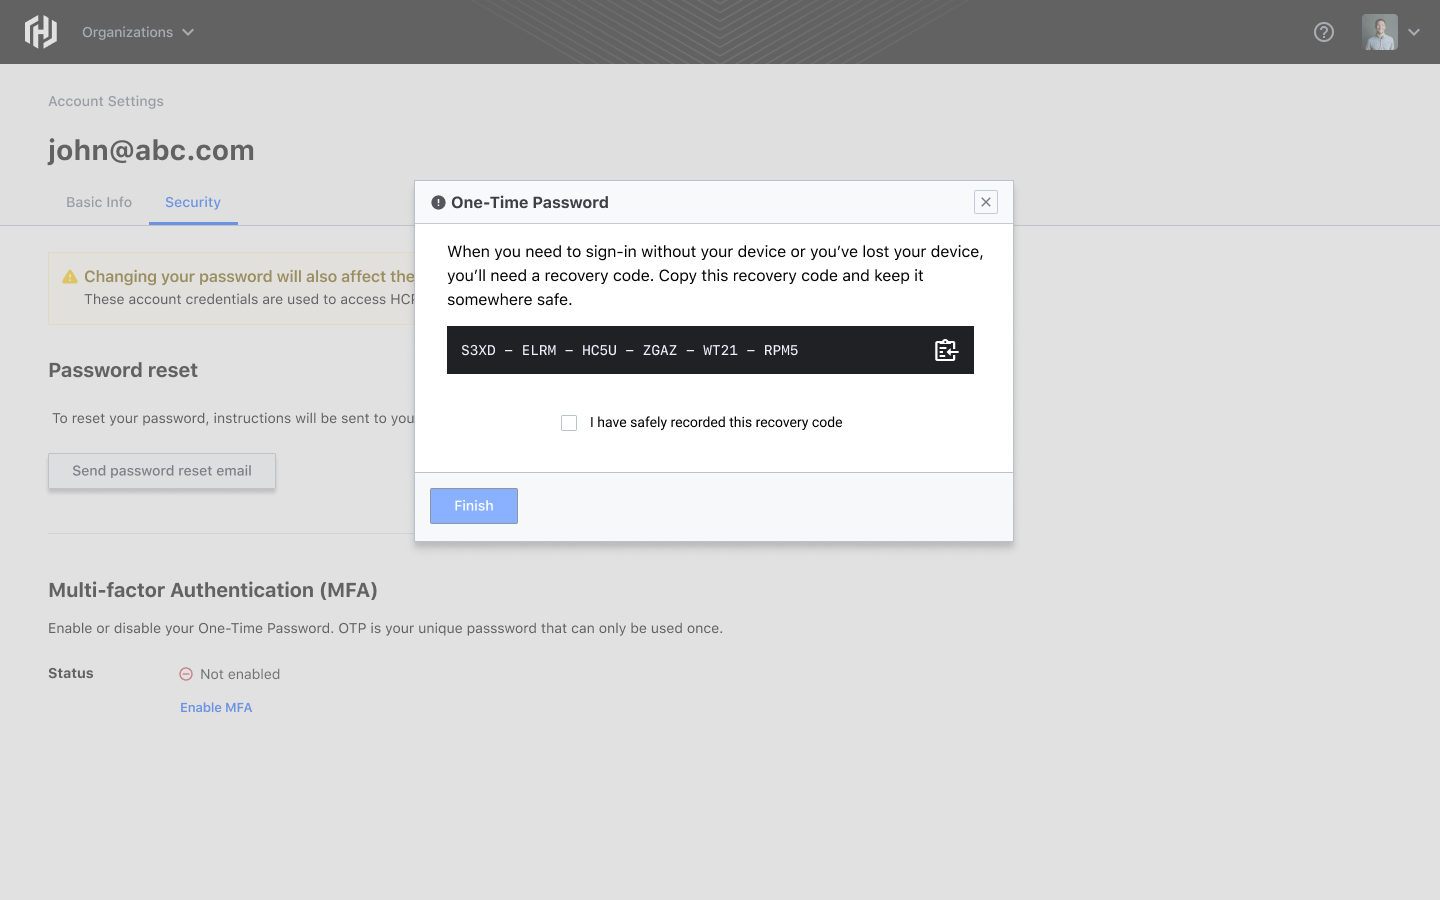 Organizations
Account Settings
john@abc.com
Basic Info
Security
Changing your password will also affect the
These account credentials are used to access HCP
Password reset
To reset your password, instructions will be sent to you
Send password reset email
One-Time Password
When you need to sign-in without your device or you’ve lost your device,
you’ll need a recovery code. Copy this recovery code and keep it
somewhere safe.
S3XD – ELRM – HC5U – ZGAZ – WT21 – RPM5
I have safely recorded this recovery code
Finish
Multi-factor Authentication (MFA)
Enable or disable your One-Time Password. OTP is your unique passsword that can only be used once.
Status
Not enabled
Enable MFA